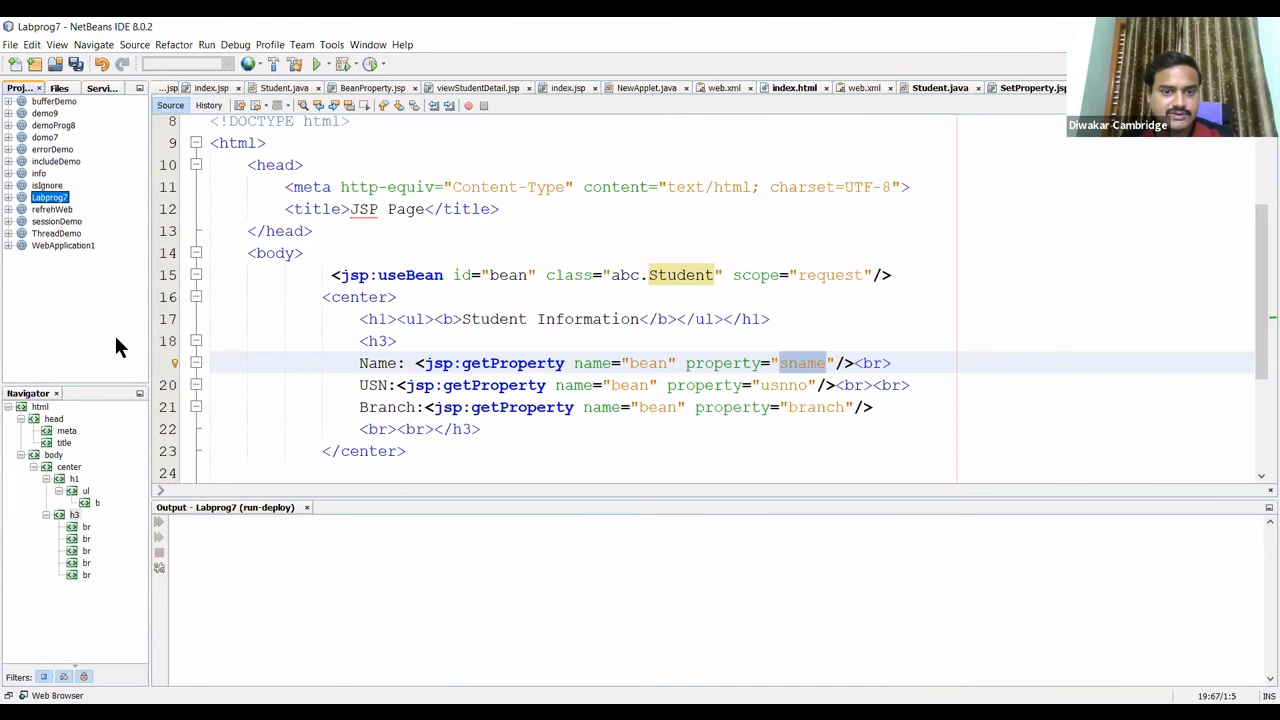 Labprog7 - NetBeans IDE 8.0.2
File Edit View Navigate Source Refactor Run Debug Profile Team Tools Window Help
Proj... Files Servi...
...jsp index.jsp Student.java BeanProperty.jsp viewStudentDetail.jsp index.jsp NewApplet.java web.xml index.html web.xml Student.java SetProperty.jsp
Source History
Diwakar Cambridge
bufferDemo
demo9
demoProg8
domo7
errorDemo
includeDemo
info
isIgnore
Labprog7
refrehWeb
sessionDemo
ThreadDemo
WebApplication1
8 <!DOCTYPE html>
9 <html>
10 <head>
11 <meta http-equiv="Content-Type" content="text/html; charset=UTF-8">
12 <title>JSP Page</title>
13 </head>
14 <body>
15 <jsp:useBean id="bean" class="abc.Student" scope="request"/>
16 <center>
17 <h1><ul><b>Student Information</b></ul></h1>
18 <h3>
Name: <jsp:getProperty name="bean" property="sname"/><br>
20 USN:<jsp:getProperty name="bean" property="usnno"/><br><br>
21 Branch:<jsp:getProperty name="bean" property="branch"/>
22 <br><br></h3>
23 </center>
24
Navigator
html
head
meta
title
body
center
h1
ul
b
h3
br
br
br
br
br
Filters:
Output - Labprog7 (run-deploy)
Web Browser
19:67/1:5 INS